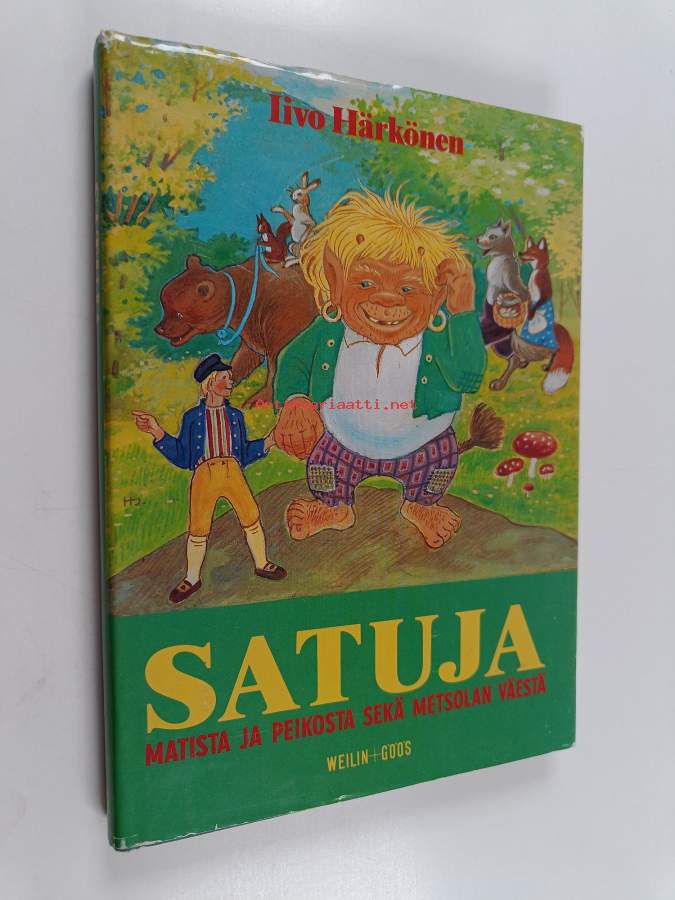 Iivo Härkönen
Antikvariaatti.net
HJ
SATUJA
MATISTA JA PEIKOSTA SEKÄ METSOLAN VÄESTÄ
WEILIN+GÖÖS